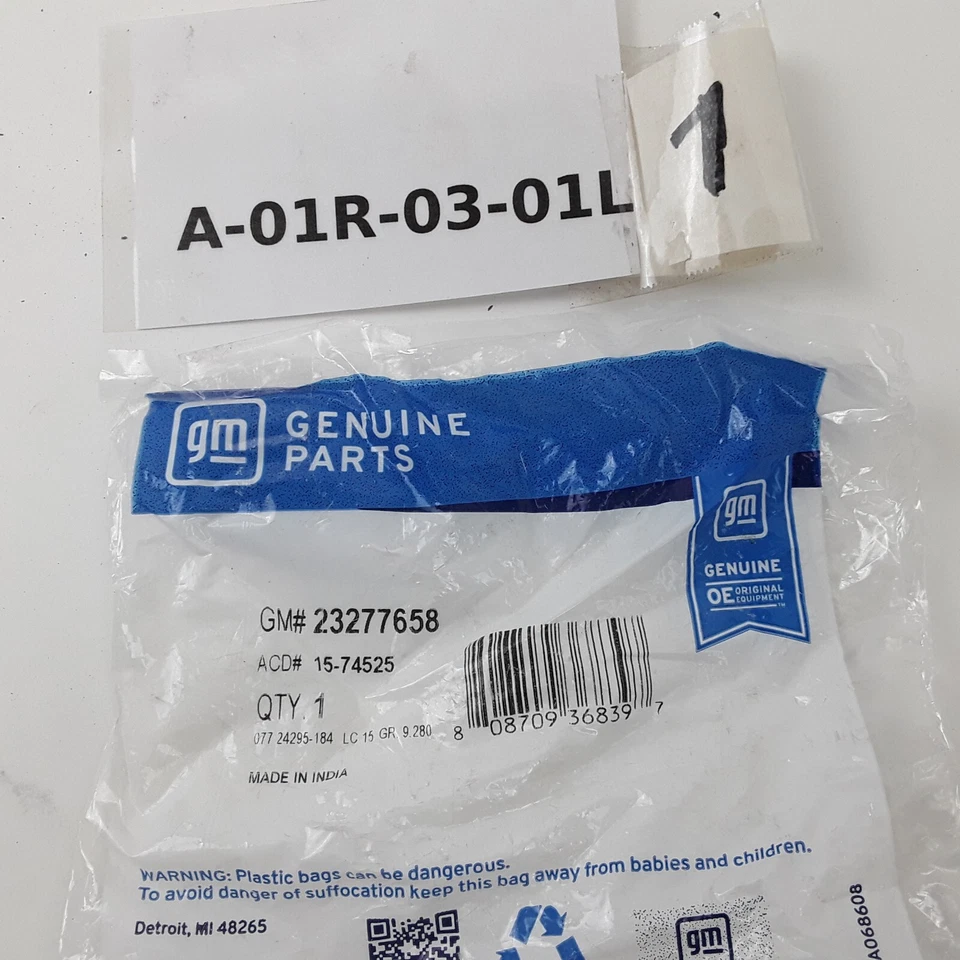 A-01R-03-01L
1
gm GENUINE
PARTS
gm
GENUINE
OE ORIGINAL
EQUIPMENT™
GM# 23277658
ACD# 15-74525
QTY. 1
077 24295-184 LC 15 GR 9.280
8 08709 36839 7
MADE IN INDIA
WARNING: Plastic bags can be dangerous.
To avoid danger of suffocation keep this bag away from babies and children.
Detroit, MI 48265
gm
A068608